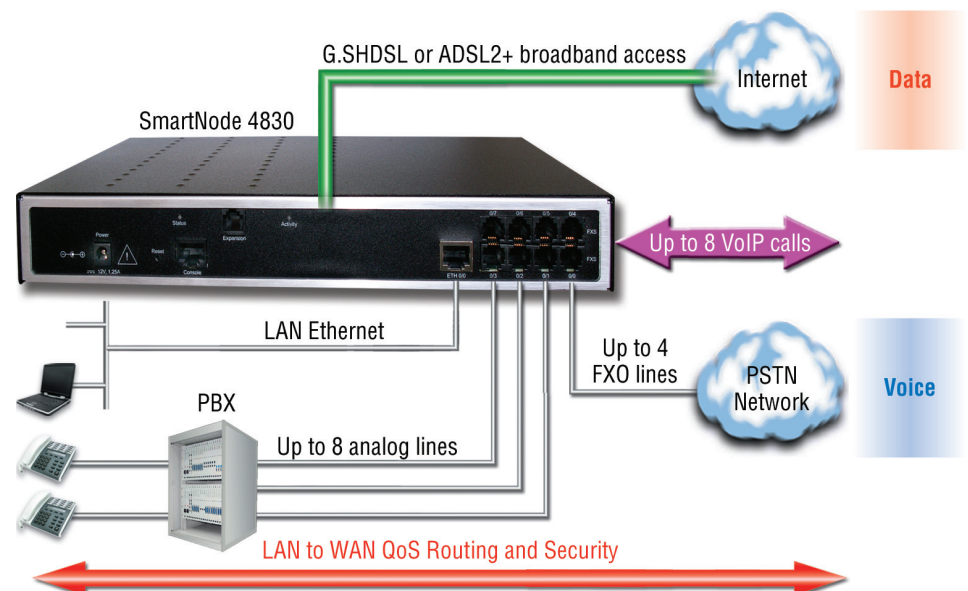 G.SHDSL or ADSL2+ broadband access
Internet
Data
SmartNode 4830
0/7 0/6 0/5 0/4
FXS
Status
Activity
Expansion
Power
Reset
12V, 1.25A
Console
FXS
ETH 0/0 0/3 0/2 0/1 0/0
Up to 8 VoIP calls
LAN Ethernet
Up to 4
FXO lines
PSTN
Network
Voice
PBX
Up to 8 analog lines
LAN to WAN QoS Routing and Security